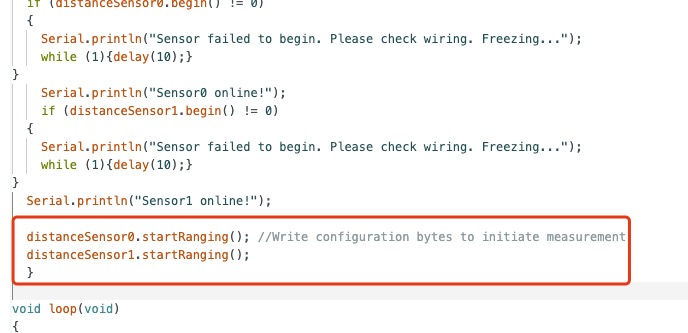 if (distanceSensor0.begin() != 0)
{
Serial.println("Sensor failed to begin. Please check wiring. Freezing...");
while (1){delay(10);}
}
Serial.println("Sensor0 online!");
if (distanceSensor1.begin() != 0)
{
Serial.println("Sensor failed to begin. Please check wiring. Freezing...");
while (1){delay(10);}
}
Serial.println("Sensor1 online!");
distanceSensor0.startRanging(); //Write configuration bytes to initiate measurement
distanceSensor1.startRanging();
}
void loop(void)
{